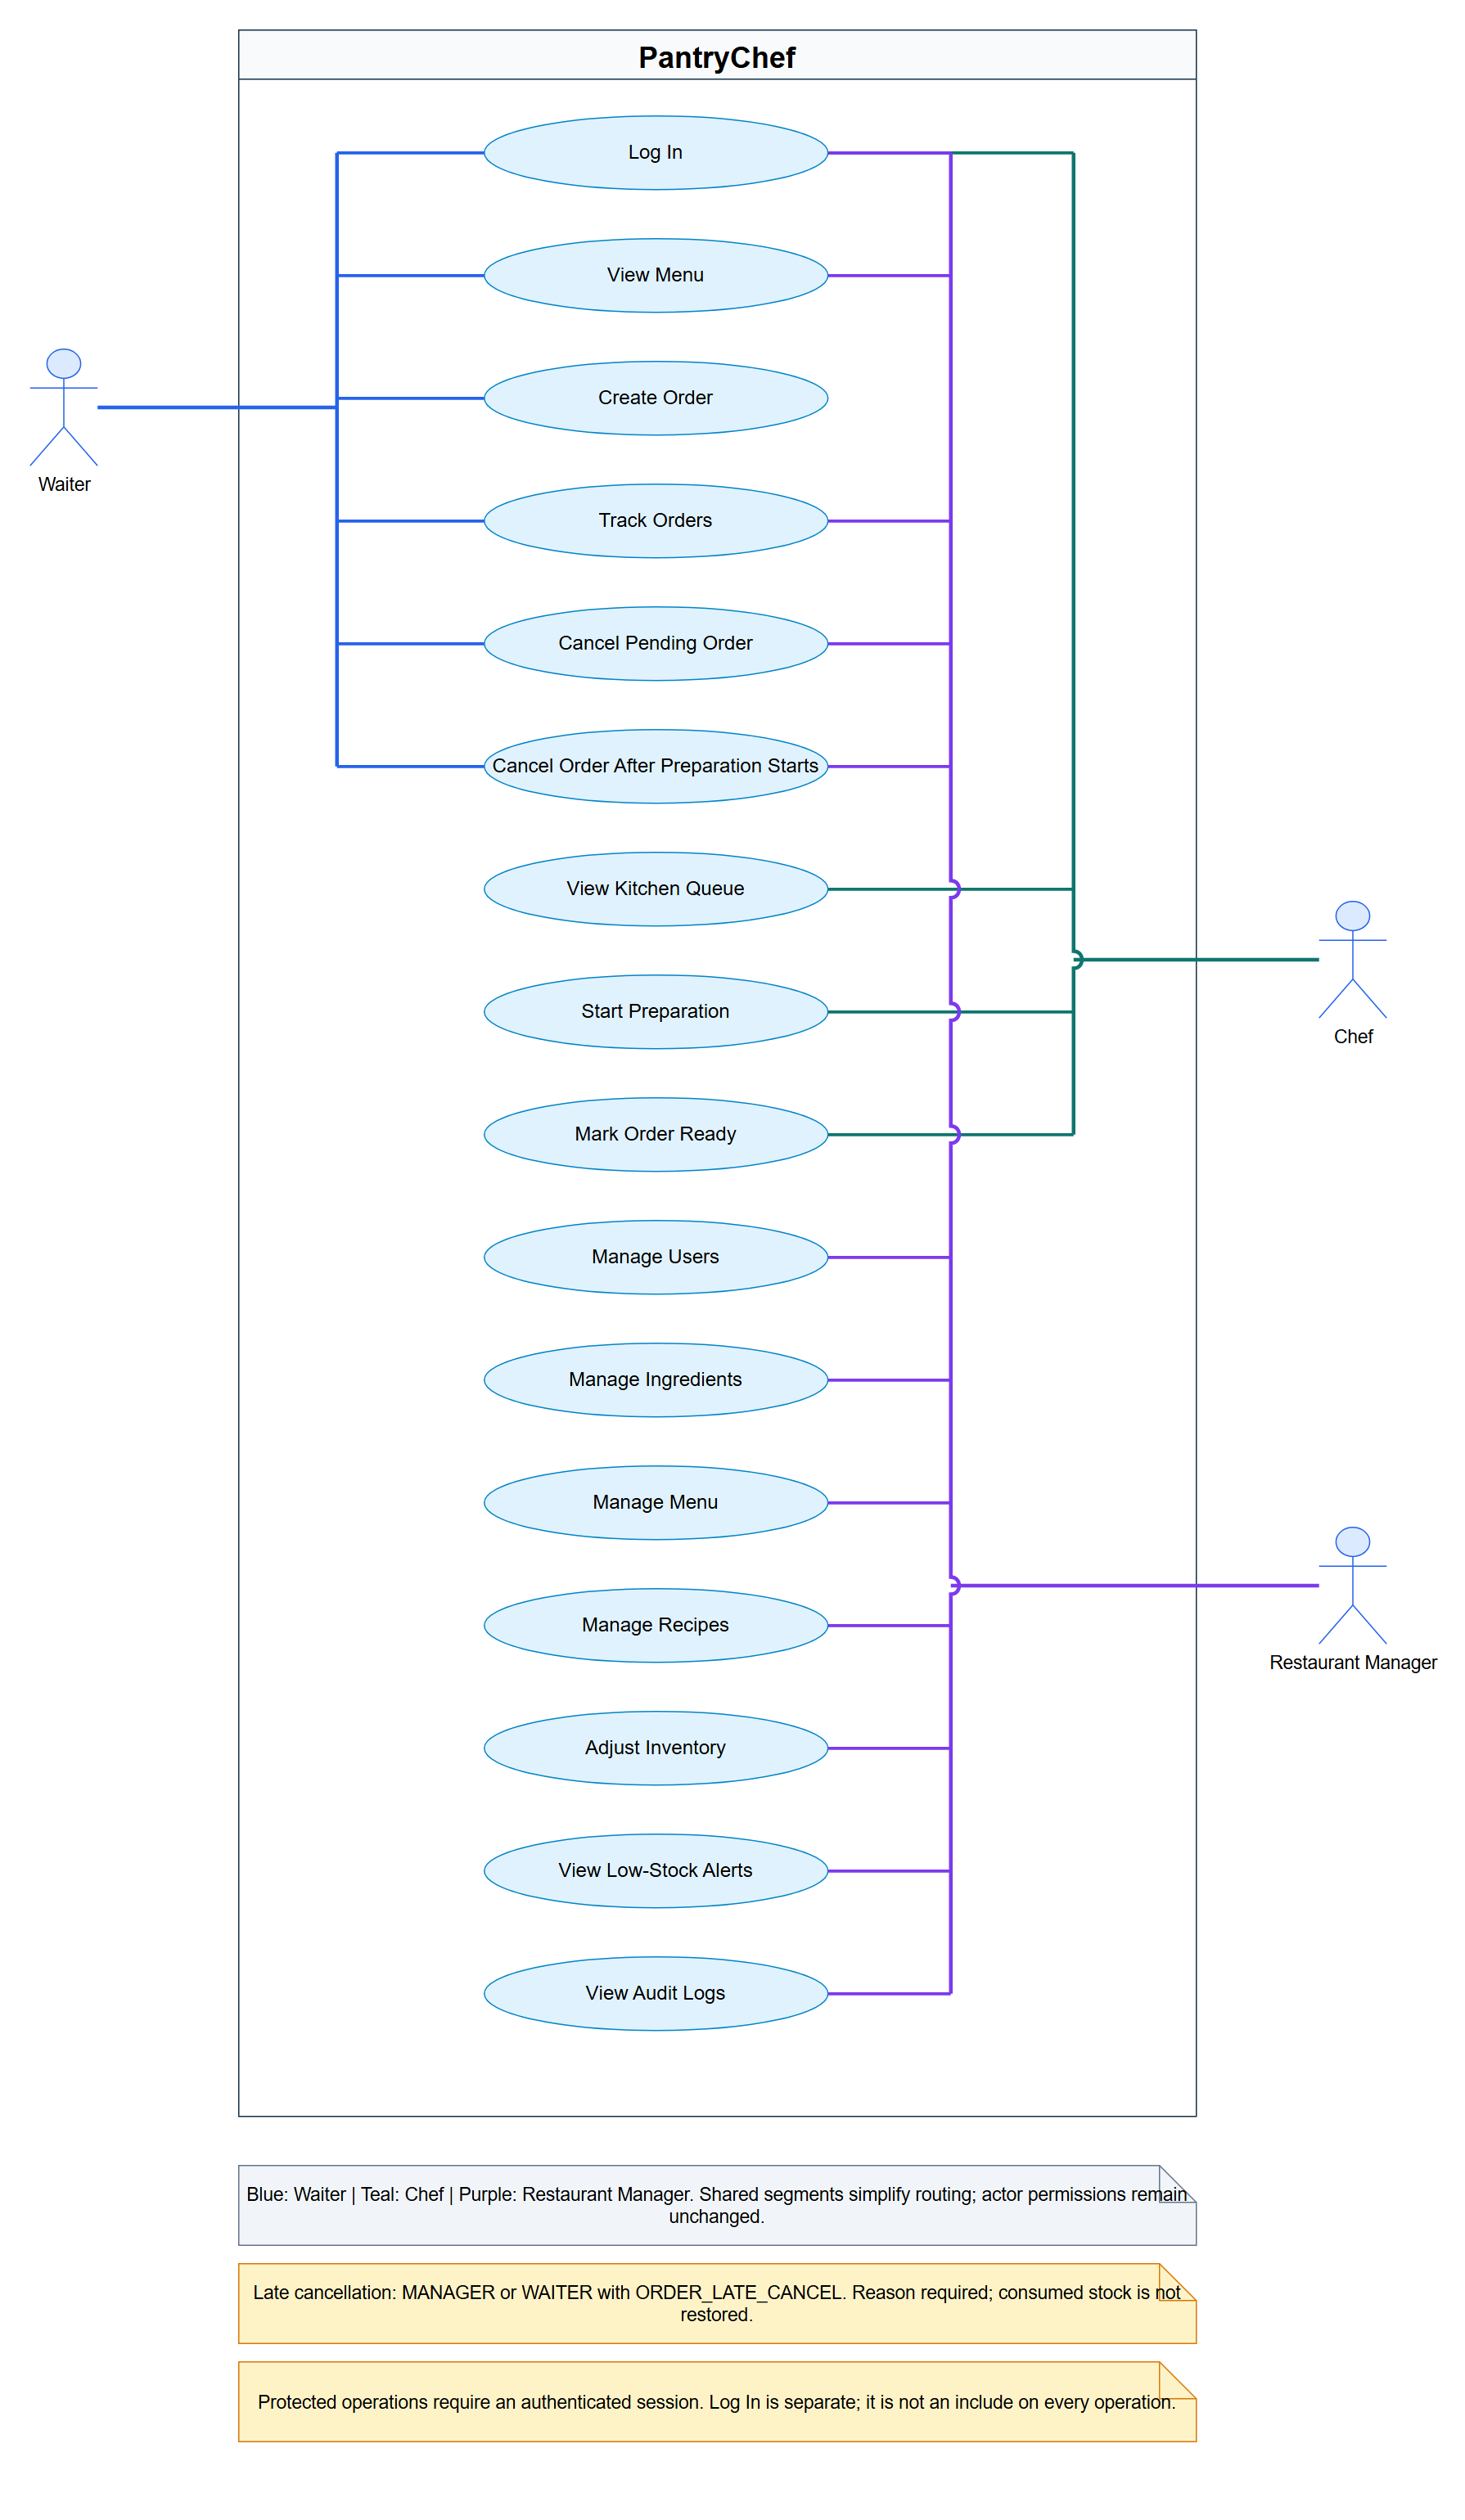 PantryChef
Log In
View Menu
Create Order
Track Orders
Waiter
Cancel Pending Order
Cancel Order After Preparation Starts
View Kitchen Queue
Start Preparation
Chef
Mark Order Ready
Manage Users
Manage Ingredients
Manage Menu
Manage Recipes
Restaurant Manager
Adjust Inventory
View Low-Stock Alerts
View Audit Logs
Blue: Waiter | Teal: Chef | Purple: Restaurant Manager. Shared segments simplify routing; actor permissions remain
unchanged.
Late cancellation: MANAGER or WAITER with ORDER_LATE_CANCEL. Reason required; consumed stock is not
restored.
Protected operations require an authenticated session. Log In is separate; it is not an include on every operation.